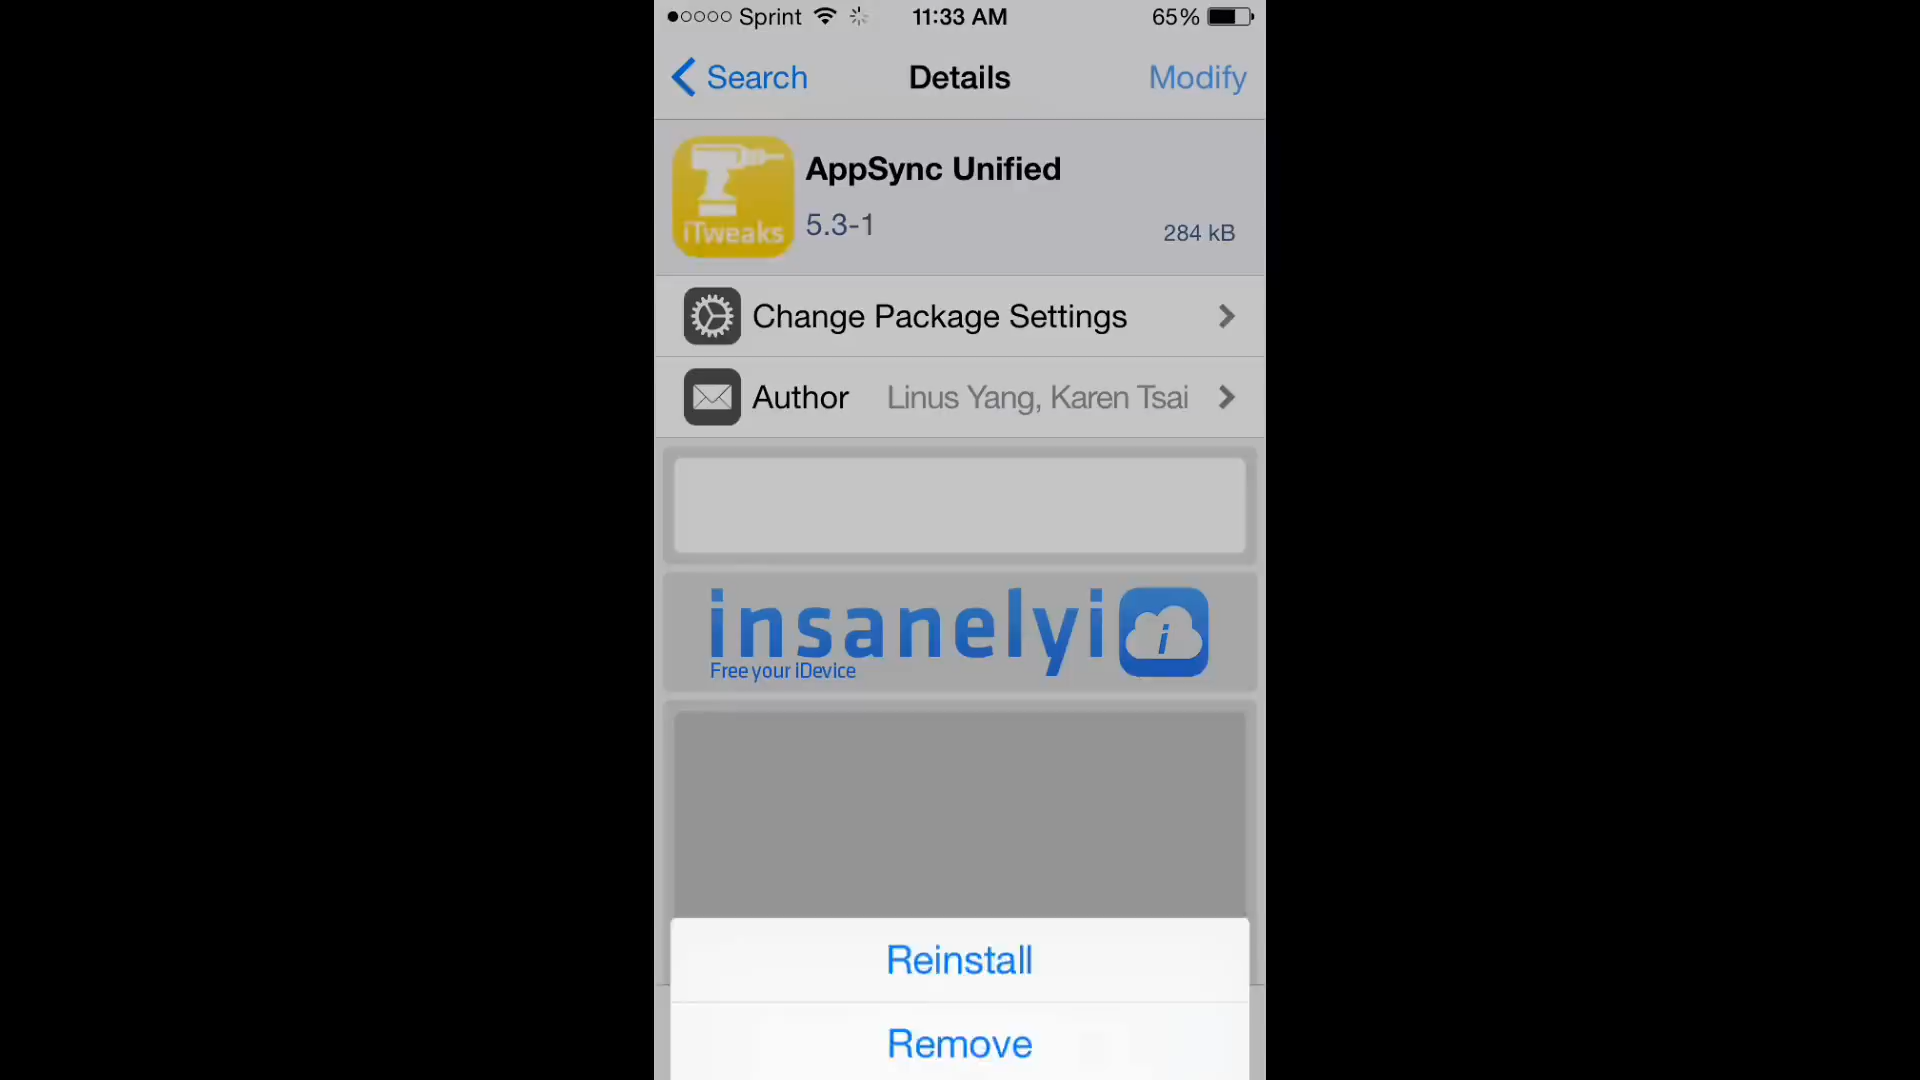 Sprint 11:33 AM 65%
Search Details Modify
iTweaks
AppSync Unified
5.3-1
284 kB
Change Package Settings
Author Linus Yang, Karen Tsai
insanelyi i
Free your iDevice
Reinstall
Remove